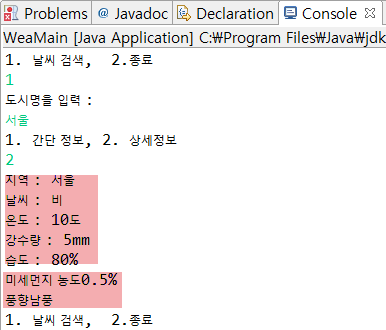 Problems @ Javadoc Declaration Console
WeaMain [Java Application] C:₩Program Files₩Java₩jdk
1. 날씨 검색,  2.종료
1
도시명을 입력 :
서울
1. 간단 정보, 2. 상세정보
2
지역 : 서울
날씨 : 비
온도 : 10도
강수량 : 5mm
습도 : 80%
미세먼지 농도0.5%
풍향남풍
1. 날씨 검색,  2.종료